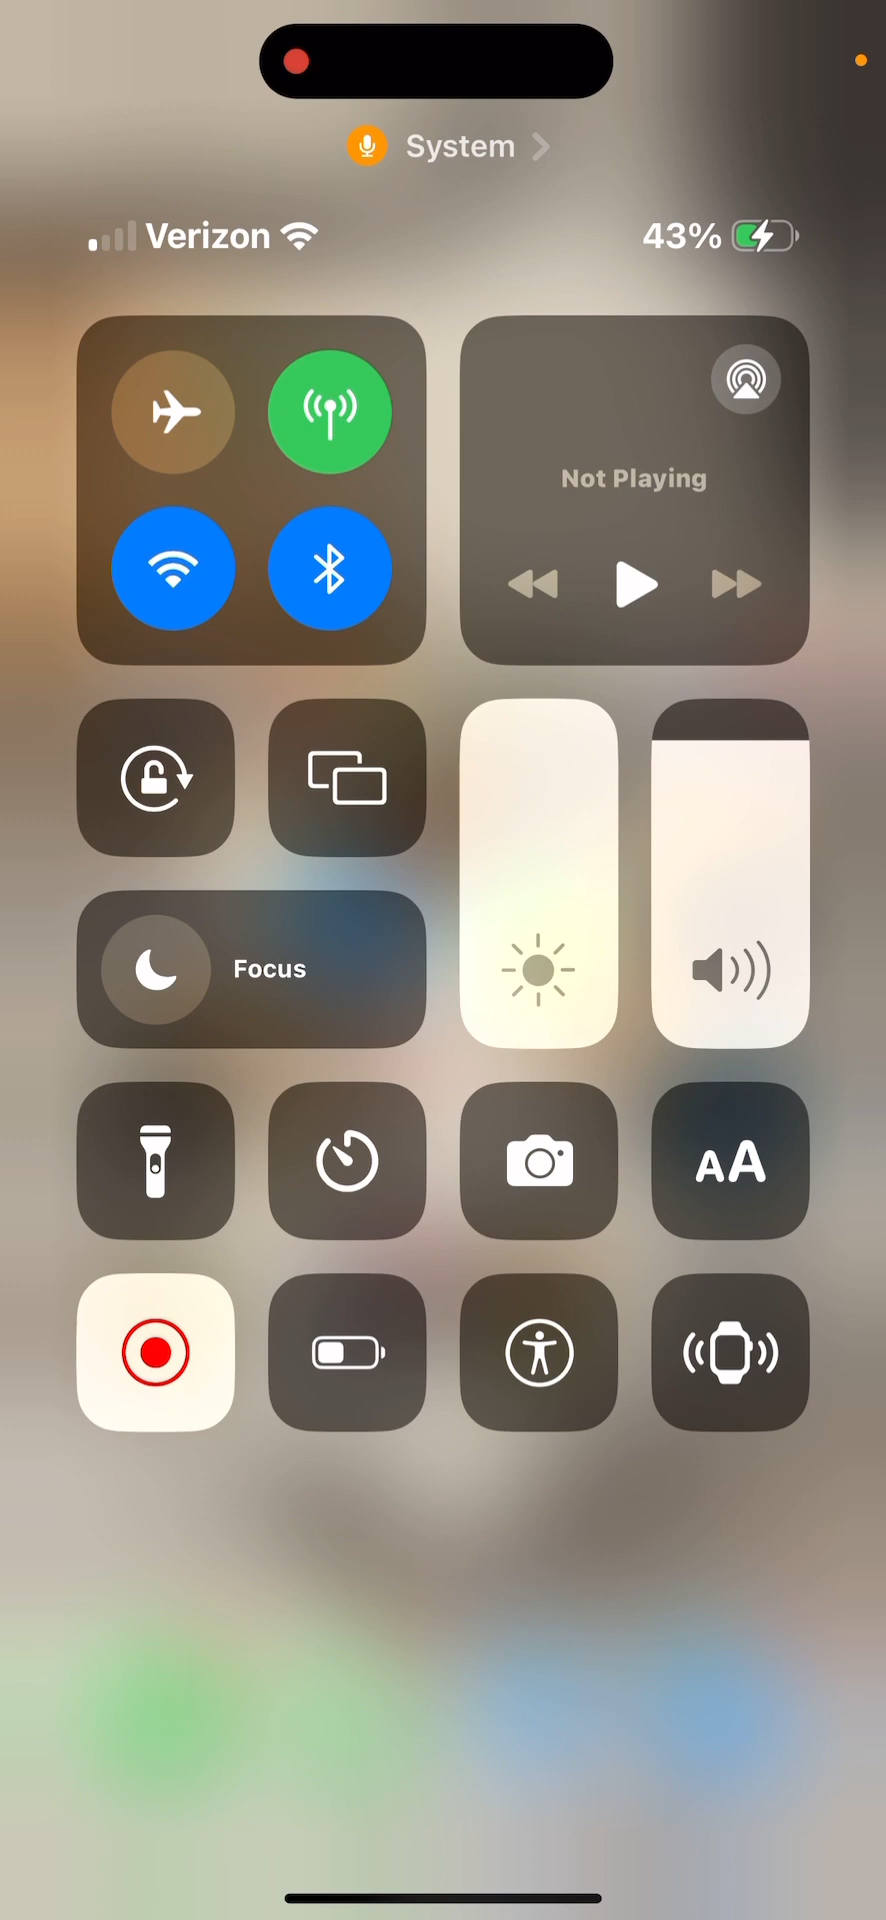 System
Verizon 43%
Not Playing
Focus
AA